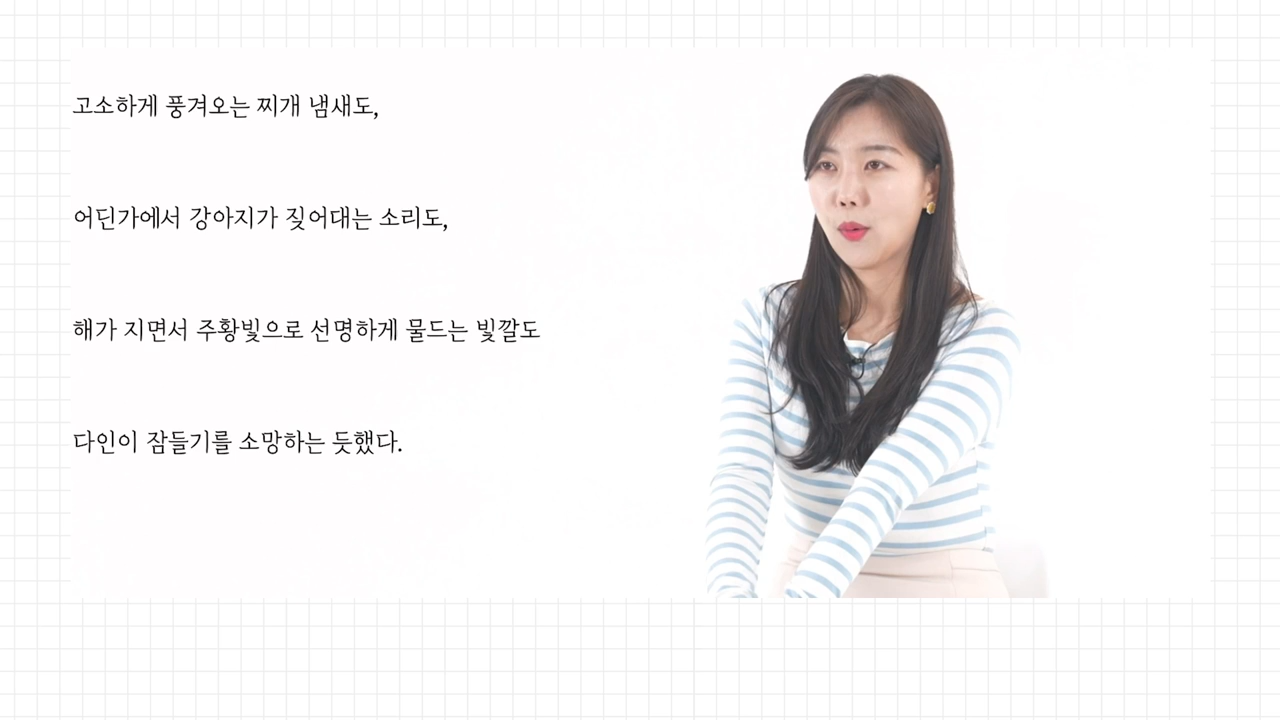 고소하게 풍겨오는 찌개 냄새도,
어딘가에서 강아지가 짖어대는 소리도,
해가 지면서 주황빛으로 선명하게 물드는 빛깔도
다인이 잠들기를 소망하는 듯했다.